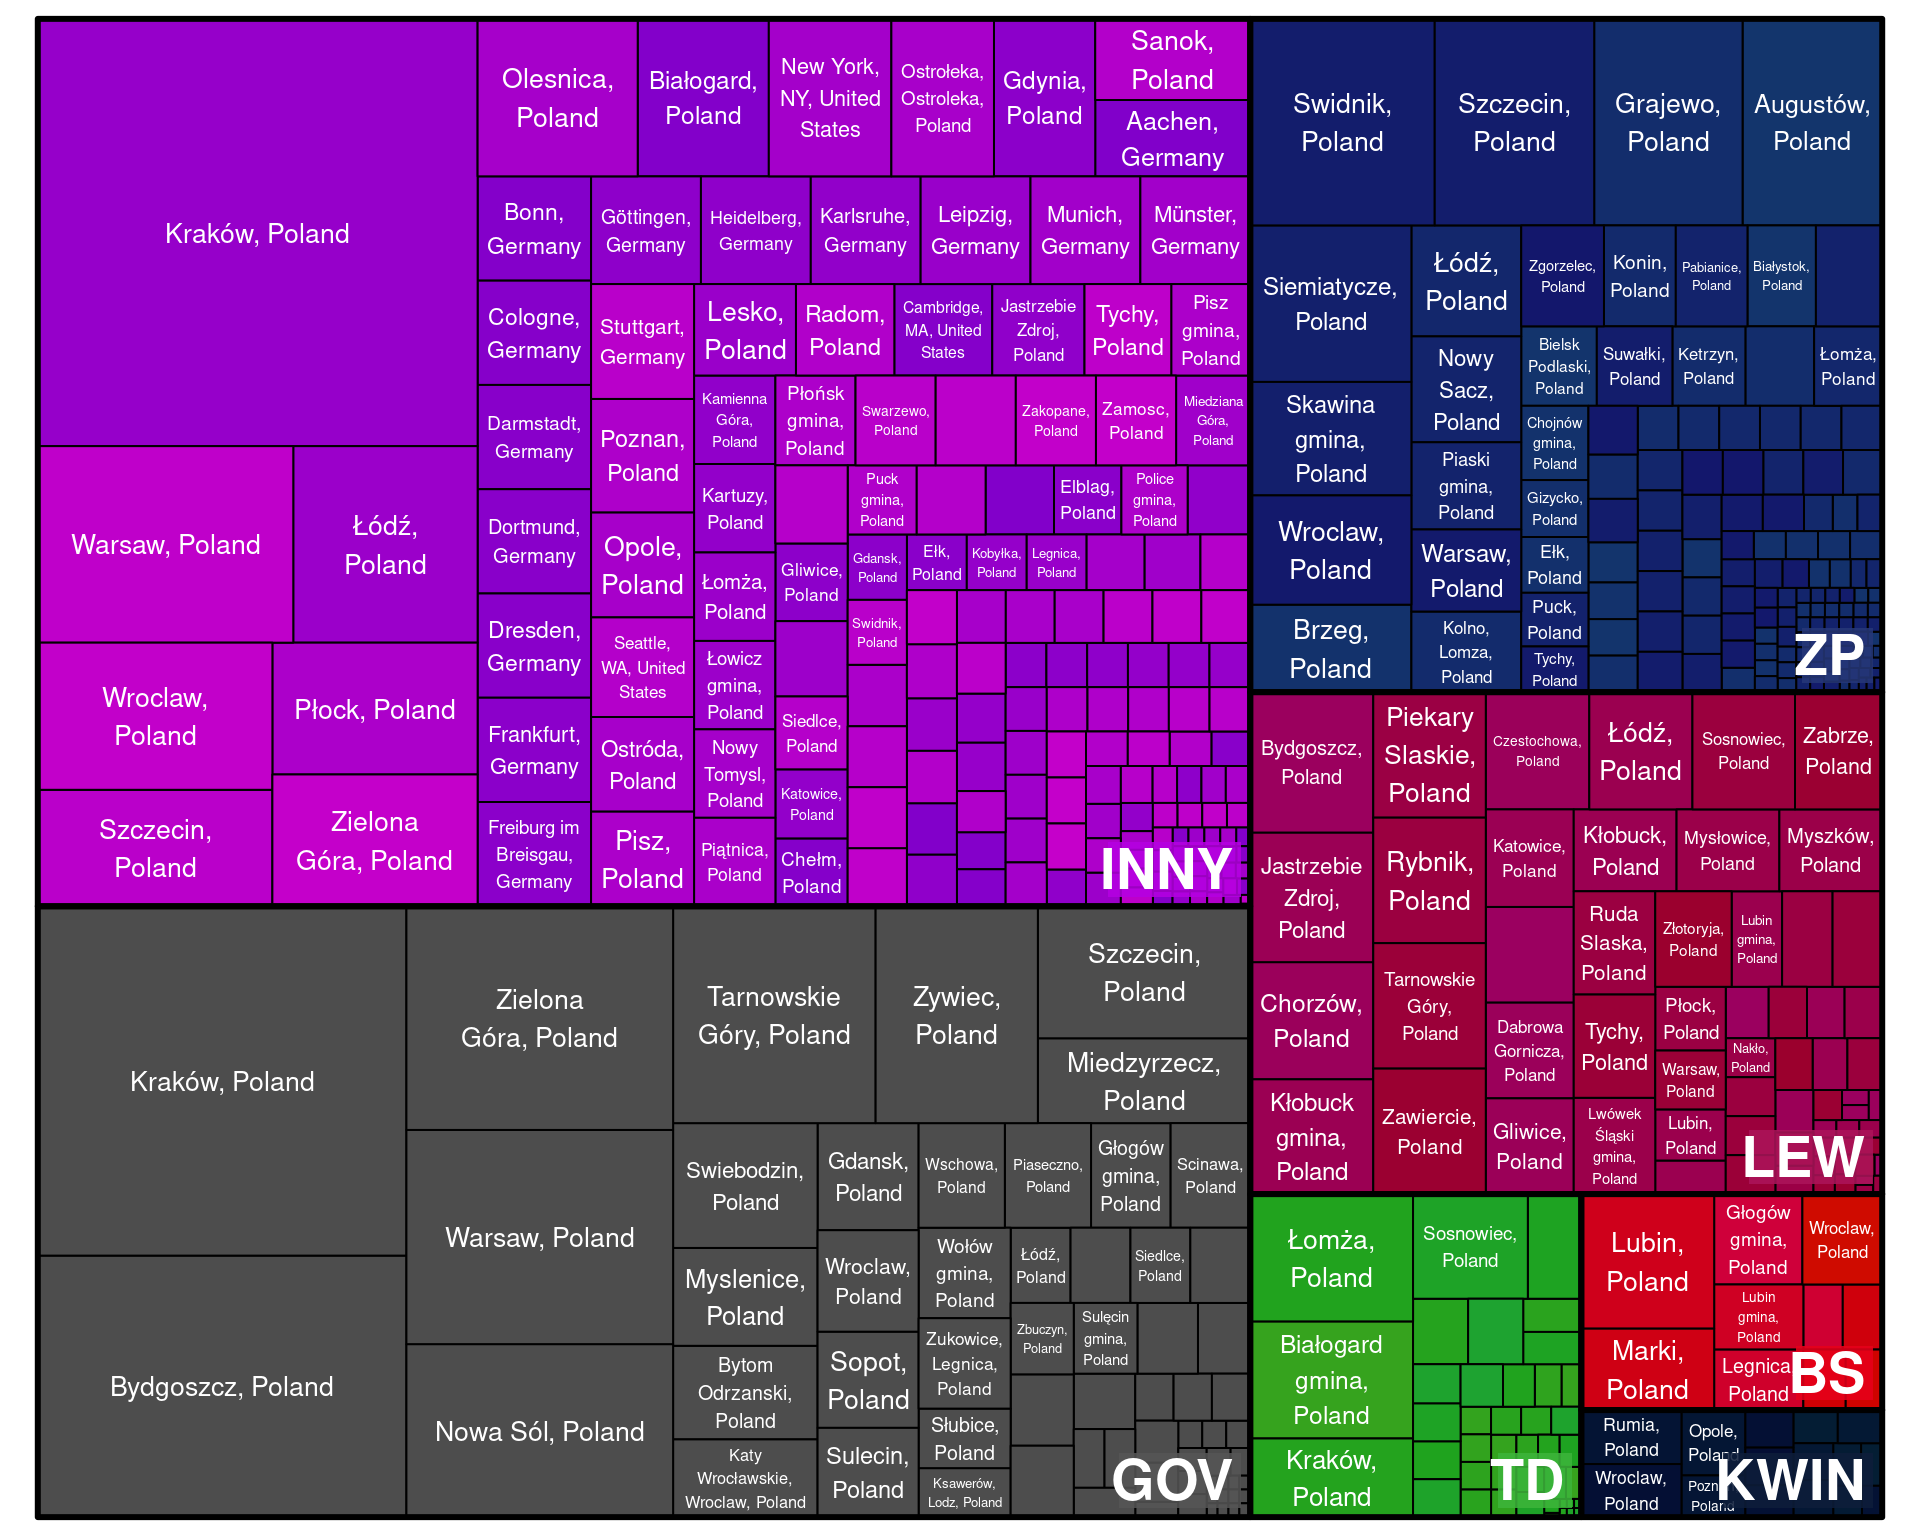 Kraków, Poland
Warsaw, Poland
Łódź,
Poland
Wroclaw,
Poland
Płock, Poland
Szczecin,
Poland
Zielona
Góra, Poland
Olesnica,
Poland
Białogard,
Poland
New York,
NY, United
States
Ostrołeka,
Ostroleka,
Poland
Gdynia,
Poland
Sanok,
Poland
Aachen,
Germany
Bonn,
Germany
Göttingen,
Germany
Heidelberg,
Germany
Karlsruhe,
Germany
Leipzig,
Germany
Munich,
Germany
Münster,
Germany
Cologne,
Germany
Darmstadt,
Germany
Dortmund,
Germany
Dresden,
Germany
Frankfurt,
Germany
Freiburg im
Breisgau,
Germany
Stuttgart,
Germany
Poznan,
Poland
Opole,
Poland
Seattle,
WA, United
States
Ostróda,
Poland
Pisz,
Poland
Lesko,
Poland
Radom,
Poland
Cambridge,
MA, United
States
Jastrzebie
Zdroj,
Poland
Tychy,
Poland
Pisz
gmina,
Poland
Kamienna
Góra,
Poland
Płońsk
gmina,
Poland
Swarzewo,
Poland
Zakopane,
Poland
Zamosc,
Poland
Miedziana
Góra,
Poland
Kartuzy,
Poland
Łomża,
Poland
Łowicz
gmina,
Poland
Nowy
Tomysl,
Poland
Piątnica,
Poland
Gliwice,
Poland
Siedlce,
Poland
Katowice,
Poland
Chełm,
Poland
Puck
gmina,
Poland
Elblag,
Poland
Police
gmina,
Poland
Gdansk,
Poland
Ełk,
Poland
Kobyłka,
Poland
Legnica,
Poland
Swidnik,
Poland
INNY
Swidnik,
Poland
Szczecin,
Poland
Grajewo,
Poland
Augustów,
Poland
Siemiatycze,
Poland
Skawina
gmina,
Poland
Wroclaw,
Poland
Brzeg,
Poland
Łódź,
Poland
Nowy
Sacz,
Poland
Piaski
gmina,
Poland
Warsaw,
Poland
Kolno,
Lomza,
Poland
Zgorzelec,
Poland
Konin,
Poland
Pabianice,
Poland
Białystok,
Poland
Bielsk
Podlaski,
Poland
Suwałki,
Poland
Ketrzyn,
Poland
Łomża,
Poland
Chojnów
gmina,
Poland
Gizycko,
Poland
Ełk,
Poland
Puck,
Poland
Tychy,
Poland
ZP
Bydgoszcz,
Poland
Jastrzebie
Zdroj,
Poland
Chorzów,
Poland
Kłobuck
gmina,
Poland
Piekary
Slaskie,
Poland
Rybnik,
Poland
Tarnowskie
Góry,
Poland
Zawiercie,
Poland
Czestochowa,
Poland
Łódź,
Poland
Sosnowiec,
Poland
Zabrze,
Poland
Katowice,
Poland
Dabrowa
Gornicza,
Poland
Gliwice,
Poland
Kłobuck,
Poland
Mysłowice,
Poland
Myszków,
Poland
Ruda
Slaska,
Poland
Tychy,
Poland
Lwówek
Śląski
gmina,
Poland
Złotoryja,
Poland
Lubin
gmina,
Poland
Płock,
Poland
Warsaw,
Poland
Lubin,
Poland
Nakło,
Poland
LEW
Kraków, Poland
Bydgoszcz, Poland
Zielona
Góra, Poland
Warsaw, Poland
Nowa Sól, Poland
Tarnowskie
Góry, Poland
Zywiec,
Poland
Szczecin,
Poland
Miedzyrzecz,
Poland
Swiebodzin,
Poland
Myslenice,
Poland
Bytom
Odrzanski,
Poland
Katy
Wrocławskie,
Wroclaw, Poland
Gdansk,
Poland
Wroclaw,
Poland
Sopot,
Poland
Sulecin,
Poland
Wschowa,
Poland
Piaseczno,
Poland
Głogów
gmina,
Poland
Scinawa,
Poland
Wołów
gmina,
Poland
Zukowice,
Legnica,
Poland
Słubice,
Poland
Ksawerów,
Lodz, Poland
Łódź,
Poland
Siedlce,
Poland
Zbuczyn,
Poland
Sulęcin
gmina,
Poland
GOV
Łomża,
Poland
Białogard
gmina,
Poland
Kraków,
Poland
Sosnowiec,
Poland
TD
Lubin,
Poland
Marki,
Poland
Głogów
gmina,
Poland
Wroclaw,
Poland
Lubin
gmina,
Poland
Legnica
Poland
BS
Rumia,
Poland
Wroclaw,
Poland
Opole,
Poland
Pozn
Poland
KWIN